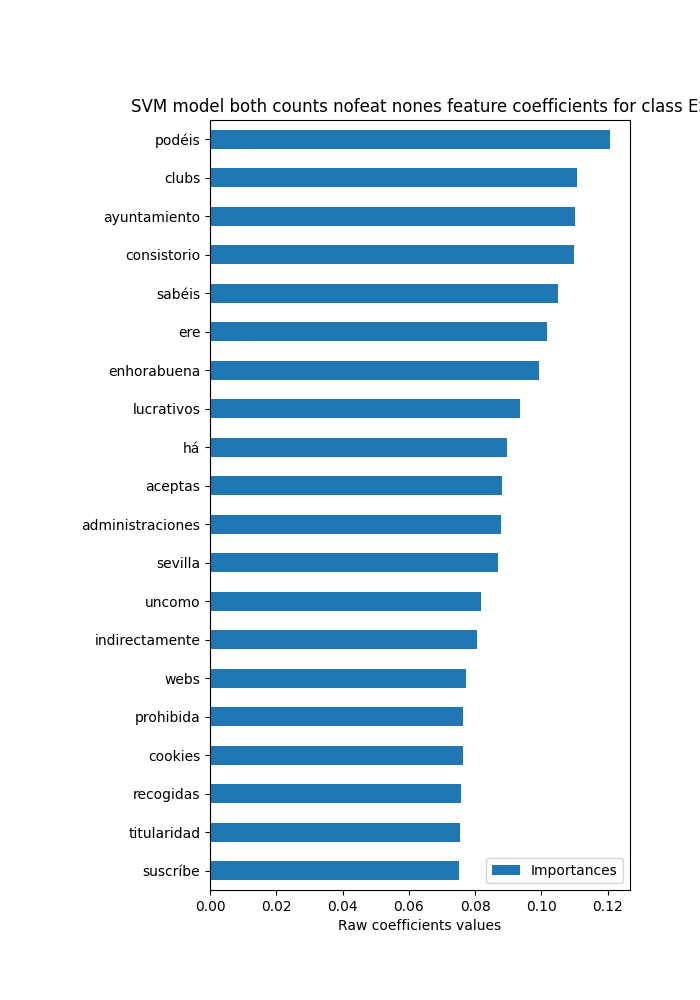 SVM model both counts nofeat nones feature coefficients for class
podéis
clubs
ayuntamiento
consistorio
sabéis
ere
enhorabuena
lucrativos
há
aceptas
administraciones
sevilla
uncomo
indirectamente
webs
prohibida
cookies
recogidas
titularidad
suscríbe
Importances
0.00 0.02 0.04 0.06 0.08 0.10 0.12
Raw coefficients values